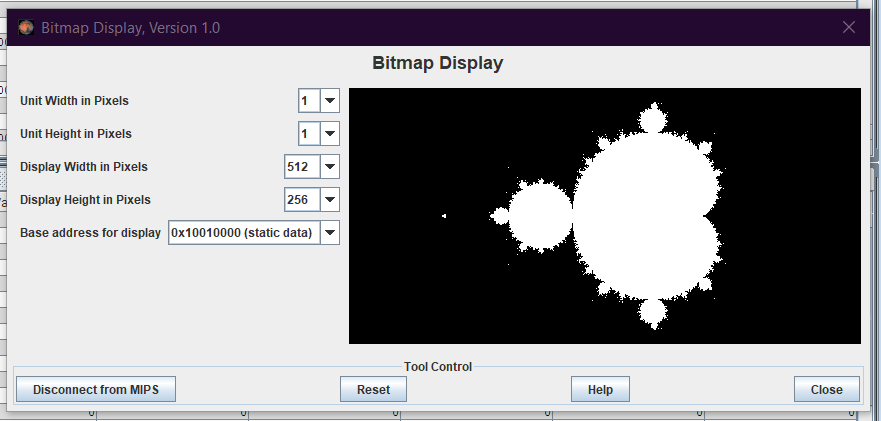 Bitmap Display, Version 1.0
Bitmap Display
Unit Width in Pixels 1
Unit Height in Pixels 1
Display Width in Pixels 512
Display Height in Pixels 256
Base address for display 0x10010000 (static data)
Tool Control
Disconnect from MIPS Reset Help Close